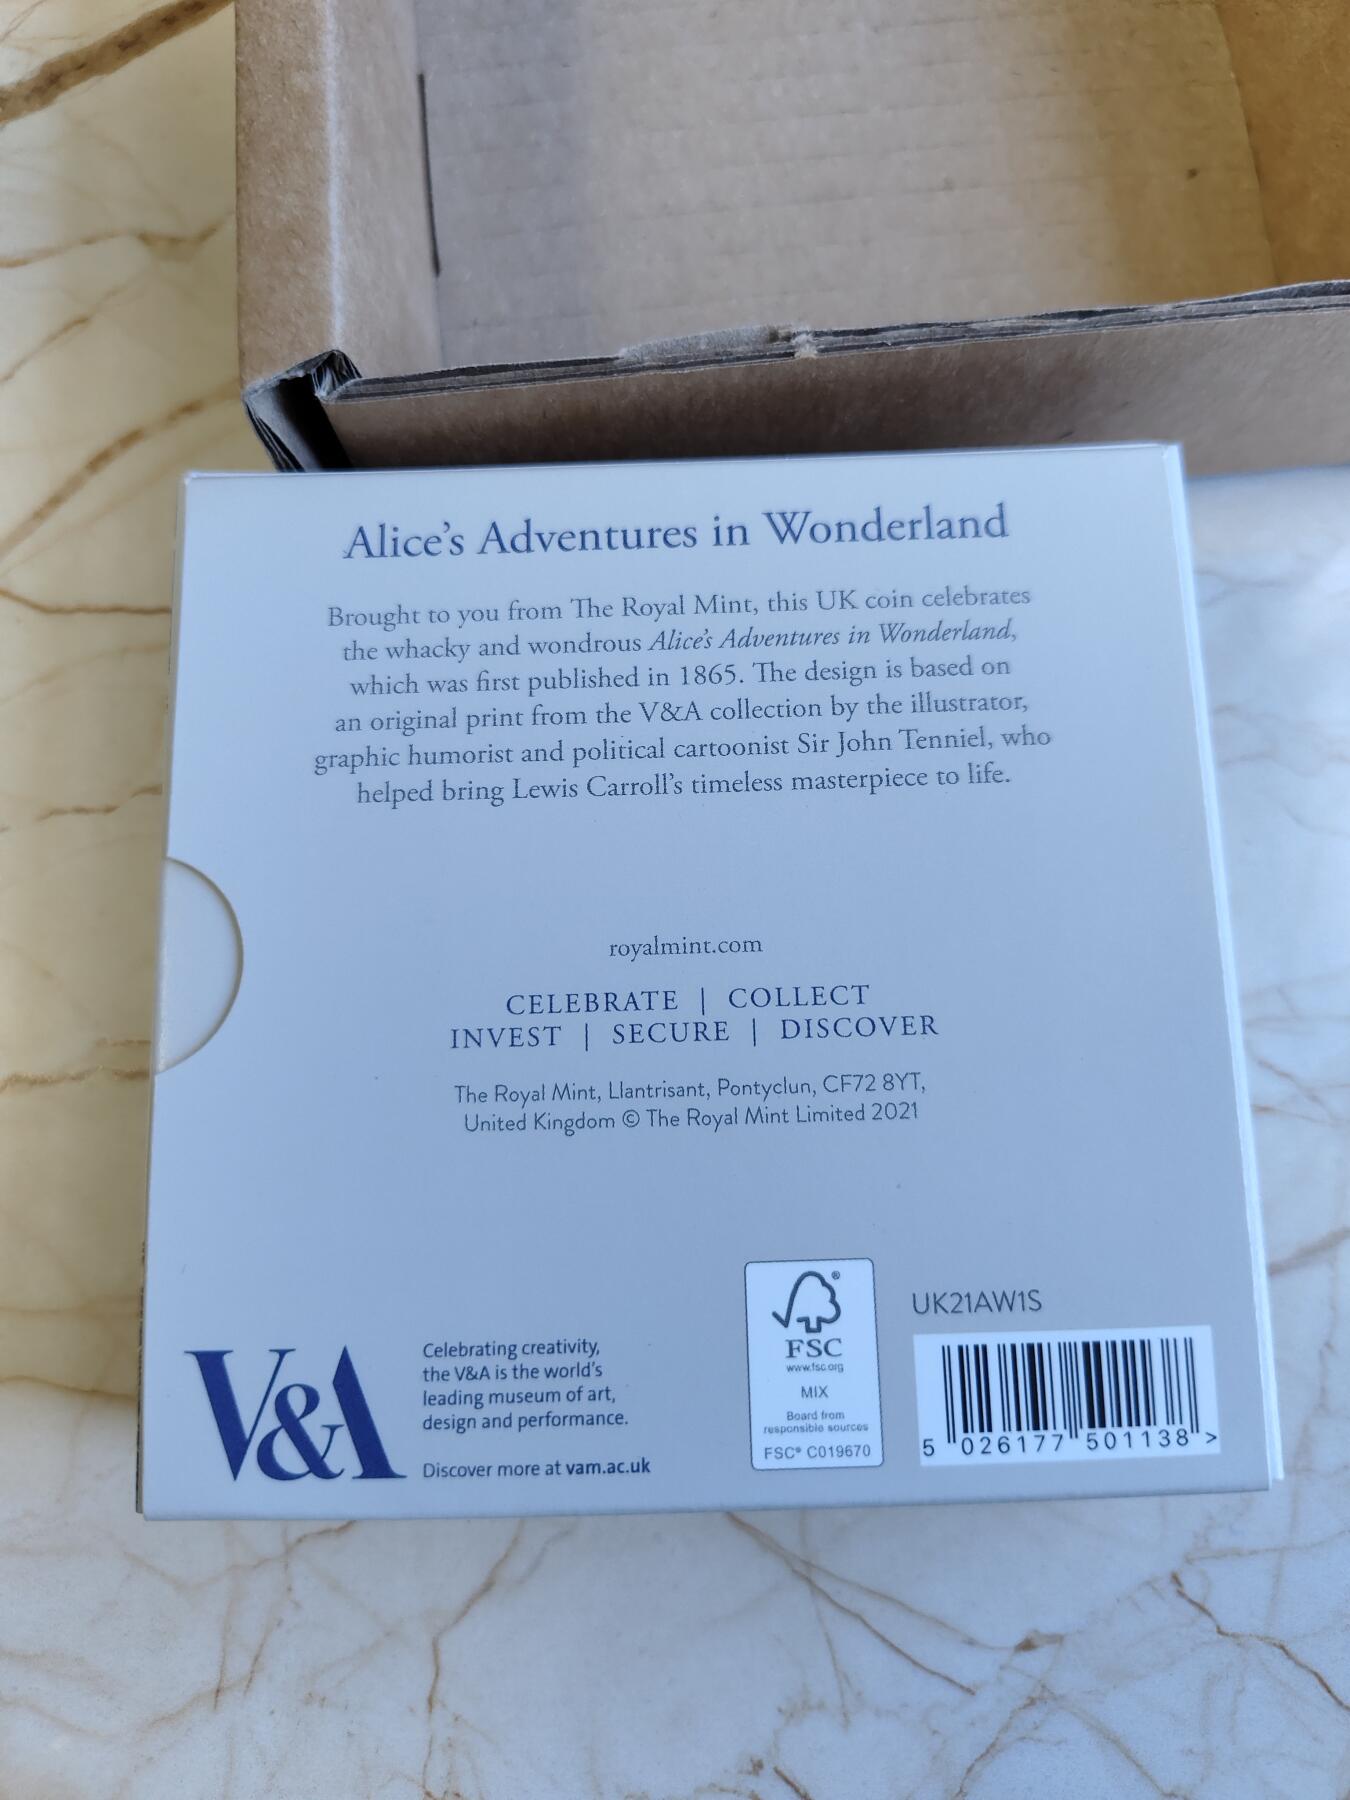 Alice's Adventures in Wonderland
Brought to you from The Royal Mint, this UK coin celebrates
the whacky and wondrous Alice's Adventures in Wonderland,
which was first published in 1865. The design is based on
an original print from the V&A collection by the illustrator,
graphic humorist and political cartoonist Sir John Tenniel, who
helped bring Lewis Carroll's timeless masterpiece to life.
royalmint.com
CELEBRATE | COLLECT
INVEST | SECURE | DISCOVER
The Royal Mint, Llantrisant, Pontyclun, CF72 8YT,
United Kingdom © The Royal Mint Limited 2021
V&A
Celebrating creativity,
the V&A is the world's
leading museum of art,
design and performance.
Discover more at vam.ac.uk
®
FSC
www.fsc.org
MIX
Board from
responsible sources
FSC® C019670
UK21AW1S
5 026177 501138 >